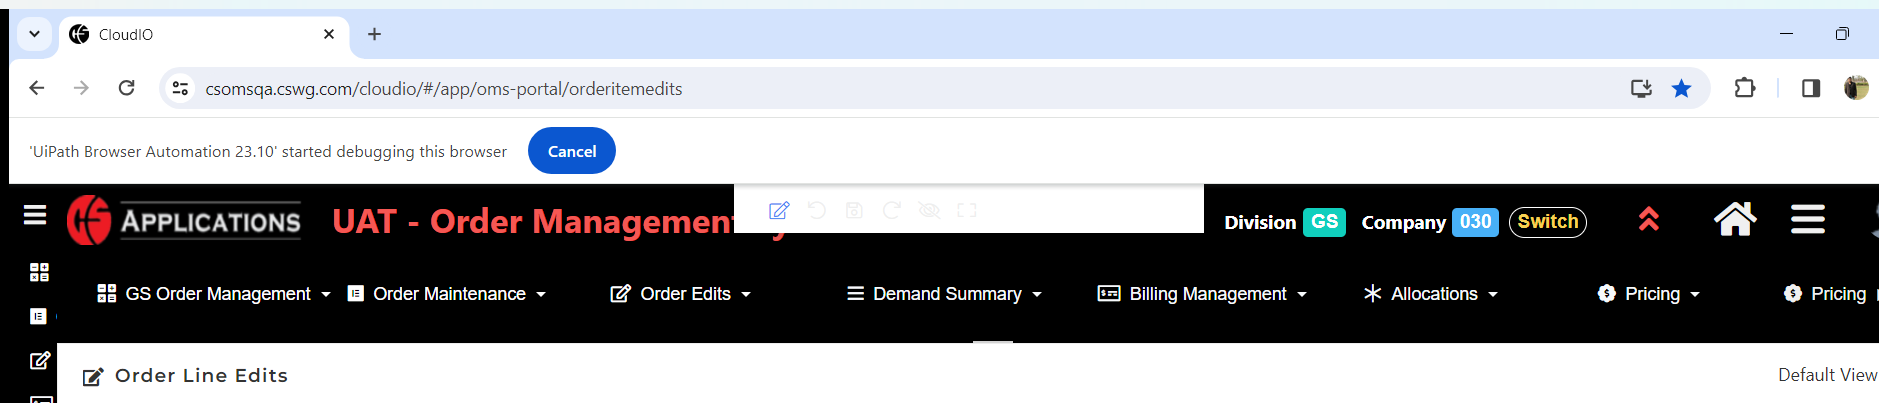 CloudIO
csomsqa.cswg.com/cloudio/#/app/oms-portal/orderitemedits
'UiPath Browser Automation 23.10' started debugging this browser Cancel
APPLICATIONS UAT - Order Managemen Division GS Company 030 Switch
GS Order Management Order Maintenance Order Edits Demand Summary Billing Management Allocations Pricing Pricing
Order Line Edits Default View